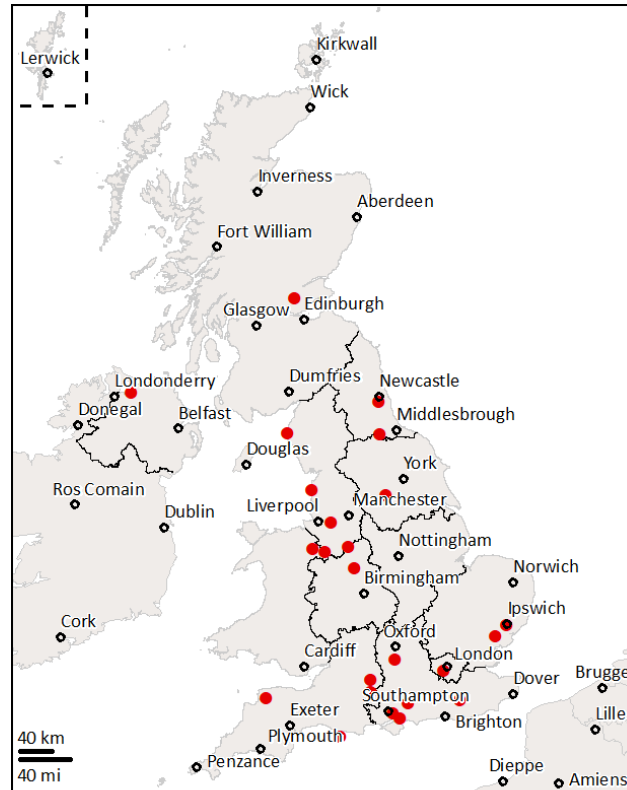 Kirkwall
Lerwick
Wick
Inverness
Aberdeen
Fort William
Glasgow
Edinburgh
Dumfries
Newcastle
Londonderry
Donegal
Belfast
Middlesbrough
Douglas
York
Ros Comain
Liverpool
Manchester
Dublin
Nottingham
Norwich
Birmingham
Ipswich
Cork
Oxford
London
Cardiff
Dover
Brugge
Southampton
Exeter
Brighton
Lille
Plymouth
40 km
Penzance
40 mi
Dieppe
Amiens